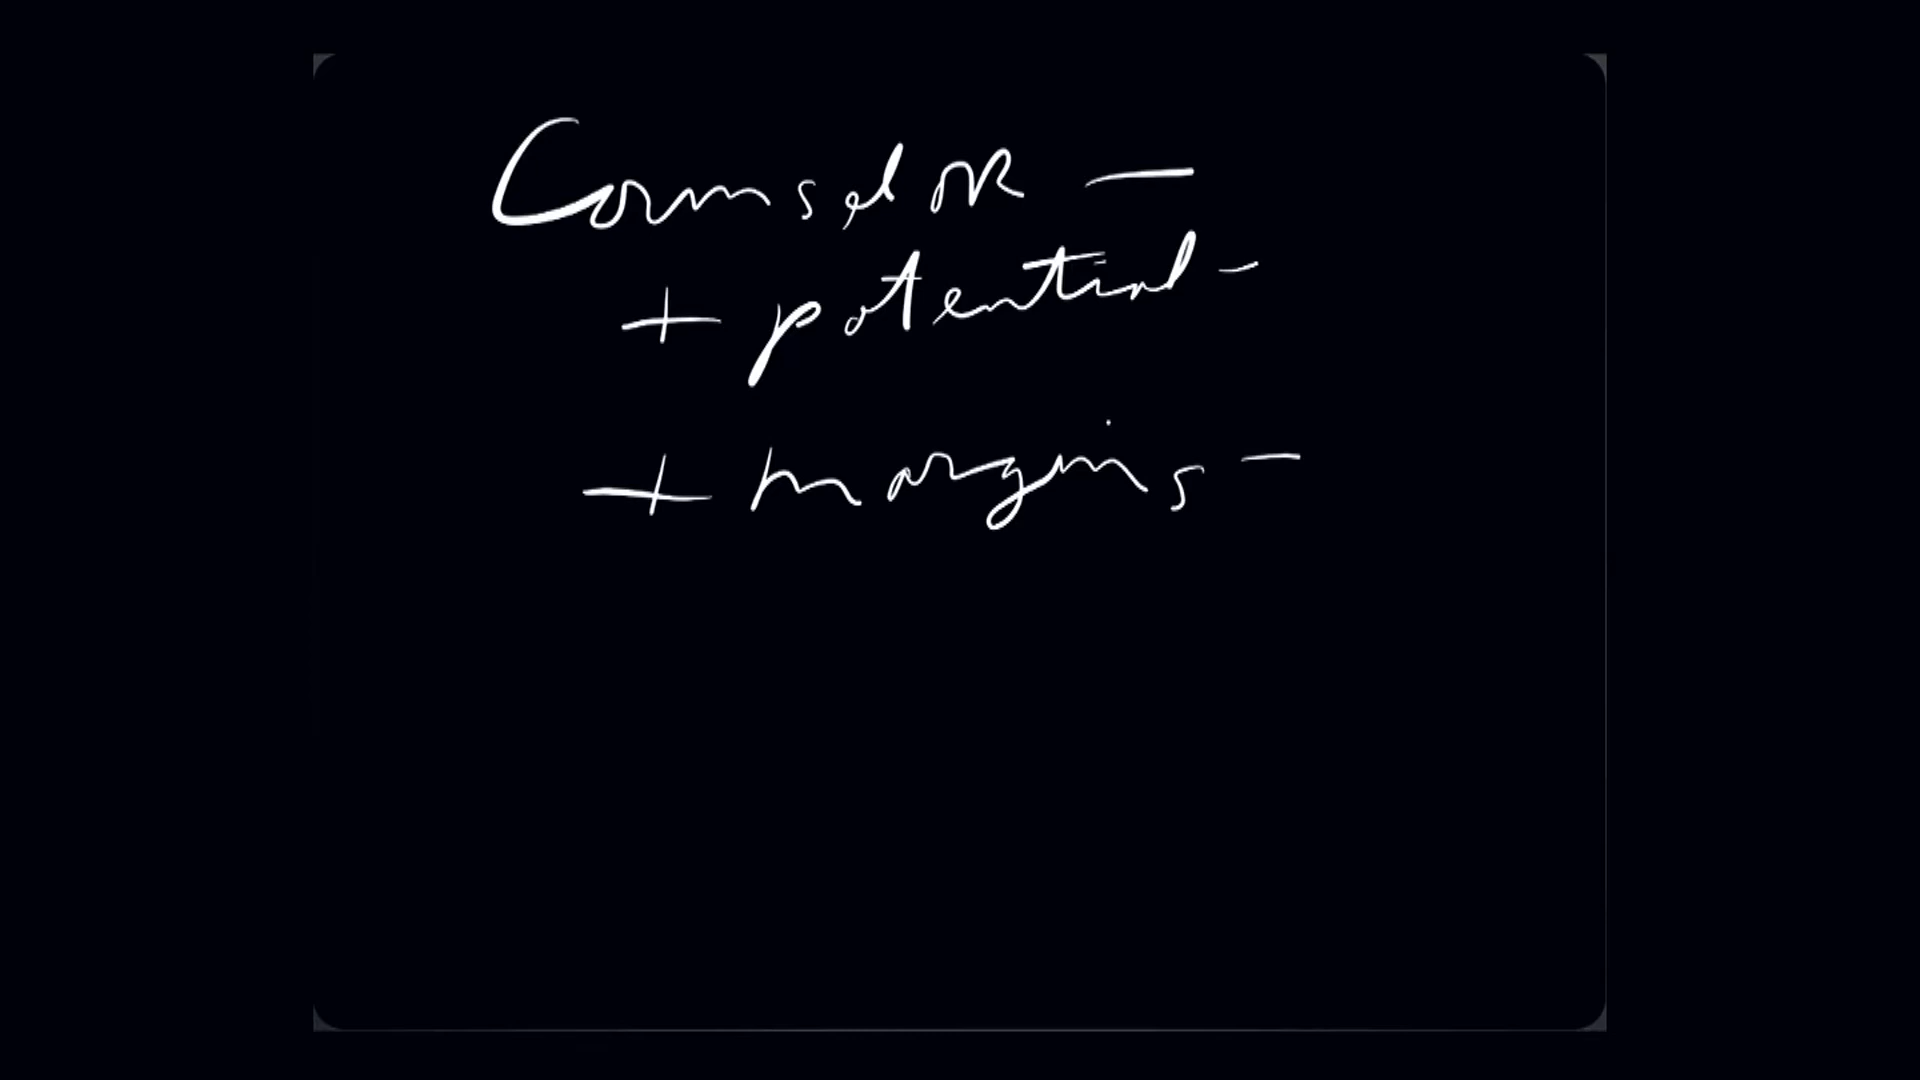 Counselor -
+ potential -
+ margins -